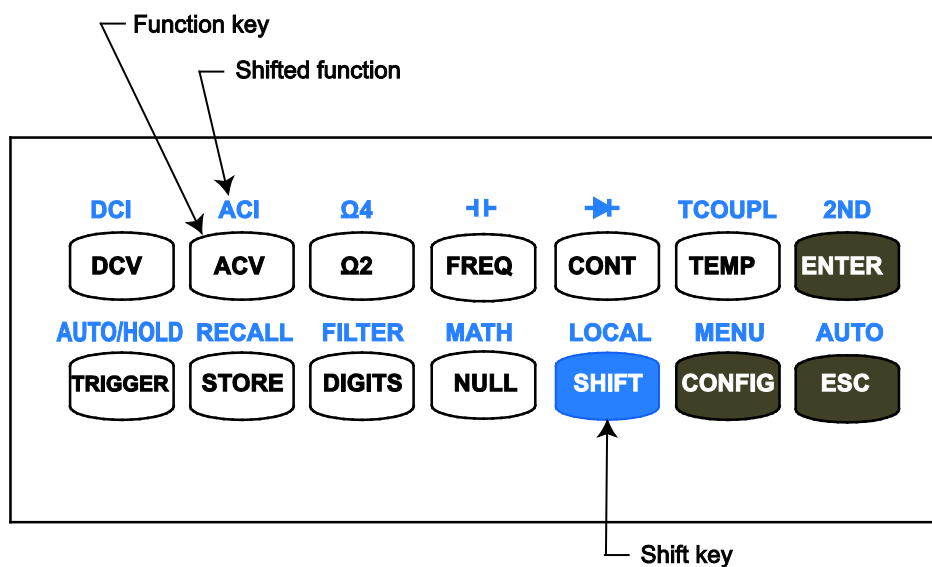 Function key
Shifted function
DCI ACI Ω4 TCOUPL 2ND
DCV ACV Ω2 FREQ CONT TEMP ENTER
AUTO/HOLD RECALL FILTER MATH LOCAL MENU AUTO
TRIGGER STORE DIGITS NULL SHIFT CONFIG ESC
Shift key